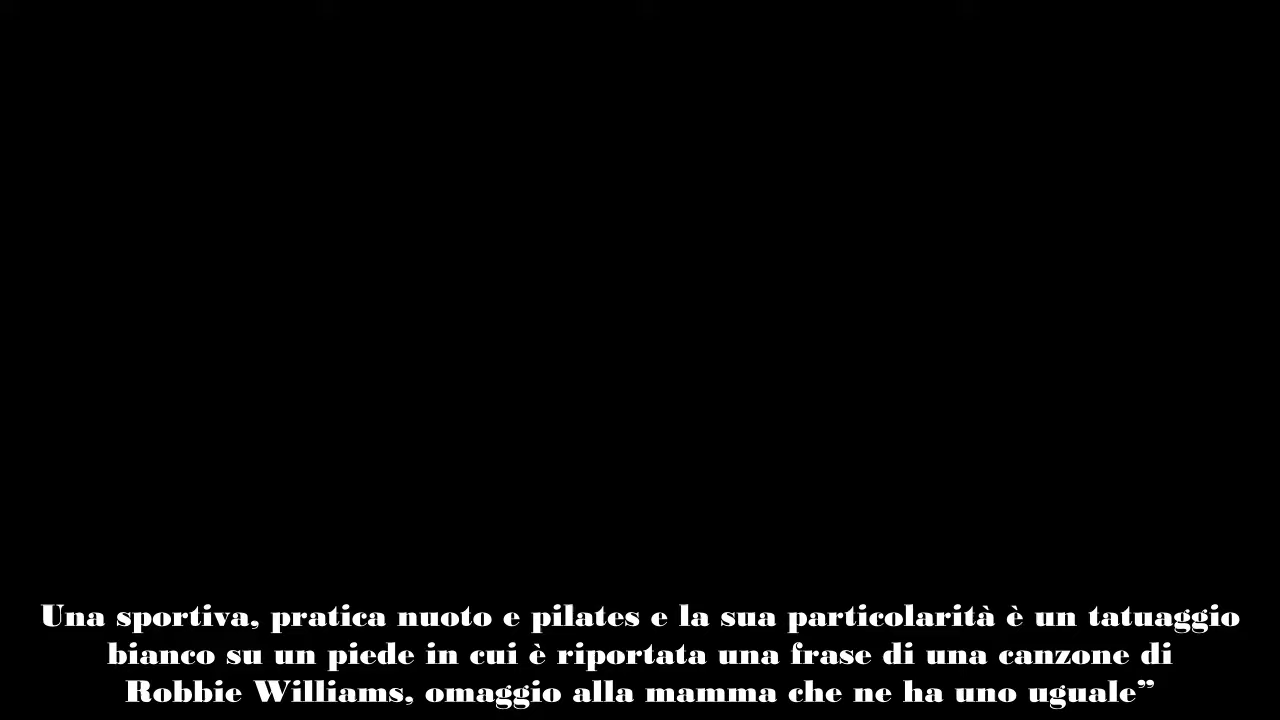 Una sportiva, pratica nuoto e pilates e la sua particolarità è un tatuaggio
bianco su un piede in cui è riportata una frase di una canzone di
Robbie Williams, omaggio alla mamma che ne ha uno uguale”